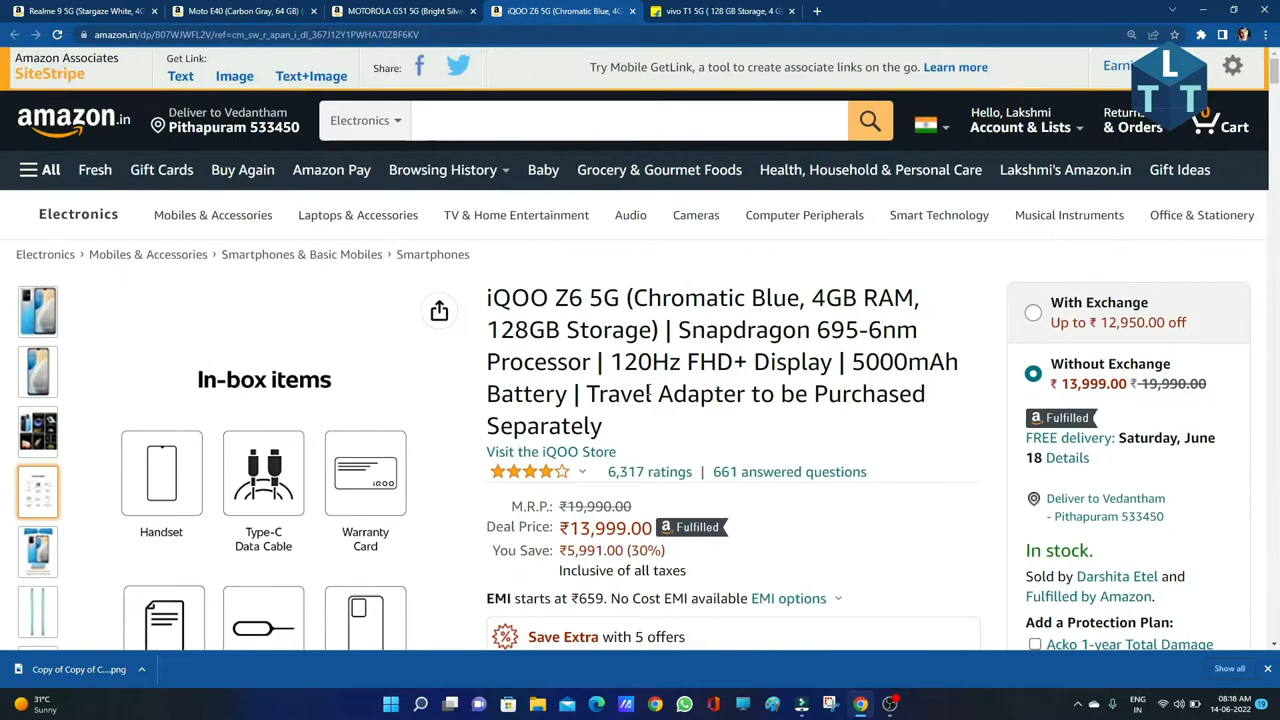 Realme 9 5G (Stargaze White, 4G
Moto E40 (Carbon Gray, 64 GB) (
MOTOROLA G51 5G (Bright Silver
iQOO Z6 5G (Chromatic Blue, 4G
vivo T1 5G ( 128 GB Storage, 4 G
amazon.in/dp/B07WJWFL2V/ref=cm_sw_r_apan_i_dl_367J12Y1PWHA70ZBF6KV
Amazon Associates
SiteStripe
Get Link:
Text Image Text+Image
Share:
Try Mobile GetLink, a tool to create associate links on the go. Learn more
Earni
LTT
amazon.in
Deliver to Vedantham
Pithapuram 533450
Electronics
Hello, Lakshmi
Account & Lists
Return
& Orders
0
Cart
All Fresh Gift Cards Buy Again Amazon Pay Browsing History Baby Grocery & Gourmet Foods Health, Household & Personal Care Lakshmi's Amazon.in Gift Ideas
Electronics Mobiles & Accessories Laptops & Accessories TV & Home Entertainment Audio Cameras Computer Peripherals Smart Technology Musical Instruments Office & Stationery
Electronics › Mobiles & Accessories › Smartphones & Basic Mobiles › Smartphones
In-box items
Handset
Type-C
Data Cable
iQOO
Warranty
Card
iQOO Z6 5G (Chromatic Blue, 4GB RAM,
128GB Storage) | Snapdragon 695-6nm
Processor | 120Hz FHD+ Display | 5000mAh
Battery | Travel Adapter to be Purchased
Separately
Visit the iQOO Store
6,317 ratings | 661 answered questions
M.R.P.: ₹19,990.00
Deal Price: ₹13,999.00 a Fulfilled
You Save: ₹5,991.00 (30%)
Inclusive of all taxes
EMI starts at ₹659. No Cost EMI available EMI options
Save Extra with 5 offers
With Exchange
Up to ₹ 12,950.00 off
Without Exchange
₹ 13,999.00 ₹ 19,990.00
a Fulfilled
FREE delivery: Saturday, June
18 Details
Deliver to Vedantham
- Pithapuram 533450
In stock.
Sold by Darshita Etel and
Fulfilled by Amazon.
Add a Protection Plan:
Acko 1-year Total Damage
Copy of Copy of C....png
Show all
31°C
Sunny
ENG
IN
08:18 AM
14-06-2022